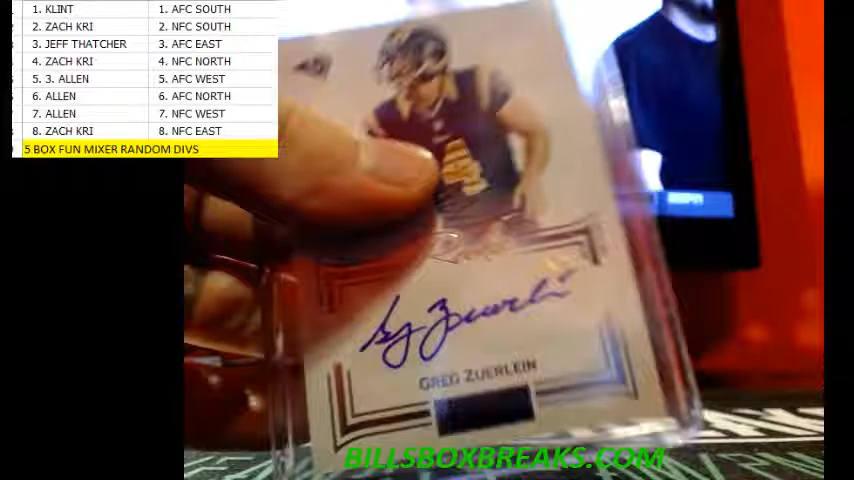 1. KLINT 1. AFC SOUTH
2. ZACH KRI 2. NFC SOUTH
3. JEFF THATCHER 3. AFC EAST
4. ZACH KRI 4. NFC NORTH
5. 3. ALLEN 5. AFC WEST
6. ALLEN 6. AFC NORTH
7. ALLEN 7. NFC WEST
8. ZACH KRI 8. NFC EAST
5 BOX FUN MIXER RANDOM DIVS
ESPN
4
Greg Zuerlein
GREG ZUERLEIN
BILLSBOXBREAKS.COM